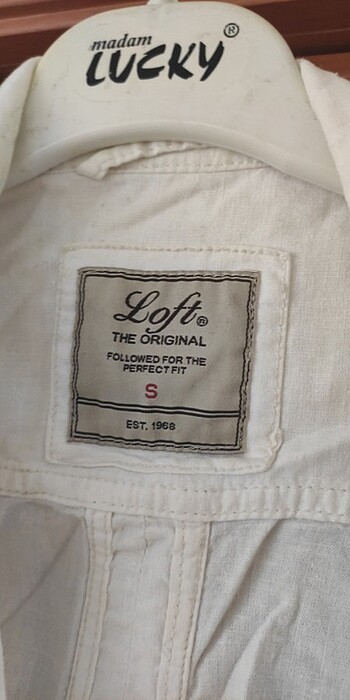 madam
LUCKY®
Loft®
THE ORIGINAL
FOLLOWED FOR THE
PERFECT FIT
S
EST. 1968